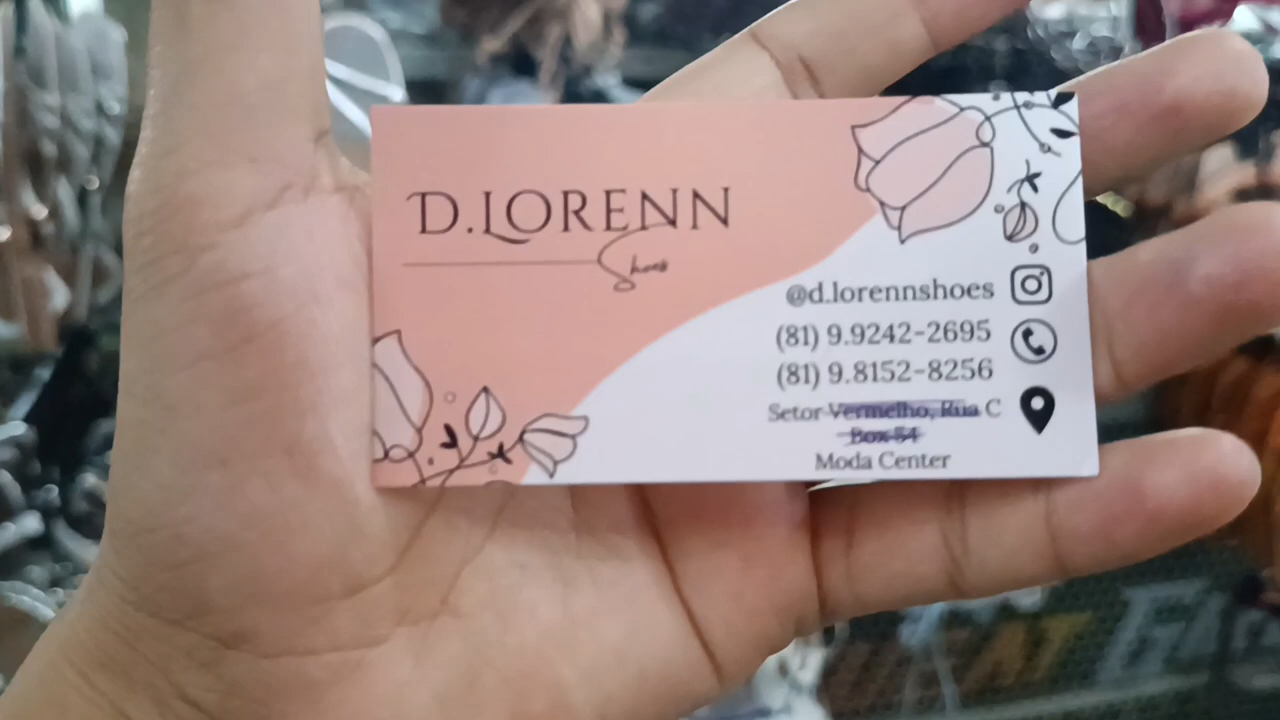 D.LORENN
Shoes
@d.lorennshoes
(81) 9.9242-2695
(81) 9.8152-8256
Setor Vermelho, Rua C
Box 54
Moda Center